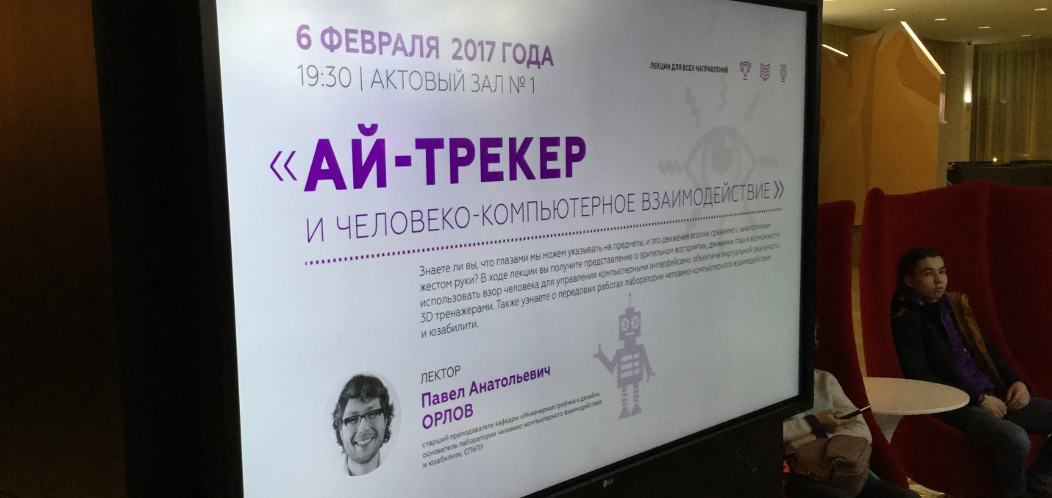 6 ФЕВРАЛЯ 2017 ГОДА
19:30 | АКТОВЫЙ ЗАЛ № 1
ЛЕКЦИИ ДЛЯ ВСЕХ НАПРАВЛЕНИЙ
«АЙ-ТРЕКЕР
И ЧЕЛОВЕКО-КОМПЬЮТЕРНОЕ ВЗАИМОДЕЙСТВИЕ»
Знаете ли вы, что глазами мы можем указывать на предметы, и это движение вполне сравнимо с аналогичным
жестом руки? В ходе лекции вы получите представление о зрительном восприятии, движении глаз и возможности
использовать взор человека для управления компьютерными интерфейсами, объектами виртуальной реальности,
3D тренажерами. Также узнаете о передовых работах лаборатории человеко-компьютерного взаимодействия
и юзабилити.
ЛЕКТОР
Павел Анатольевич
ОРЛОВ
старший преподаватель кафедры «Инженерная графика и дизайн»,
основатель лаборатории человеко-компьютерного взаимодействия
и юзабилити, СПбПУ
LG